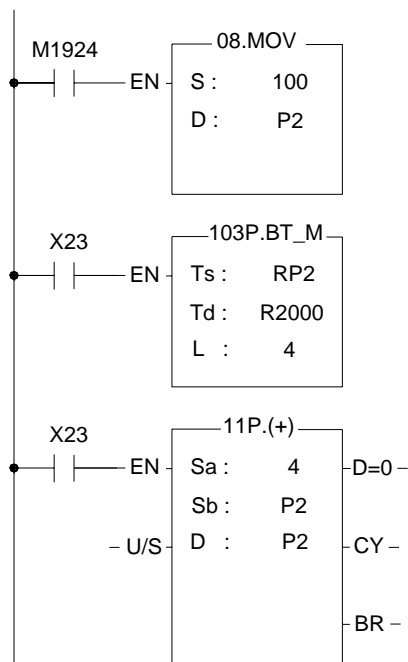 08.MOV
M1924
EN S : 100
D : P2
103P.BT_M
X23
EN Ts : RP2
Td : R2000
L : 4
11P.(+)
X23
EN Sa : 4 D=0
Sb : P2
U/S D : P2 CY
BR